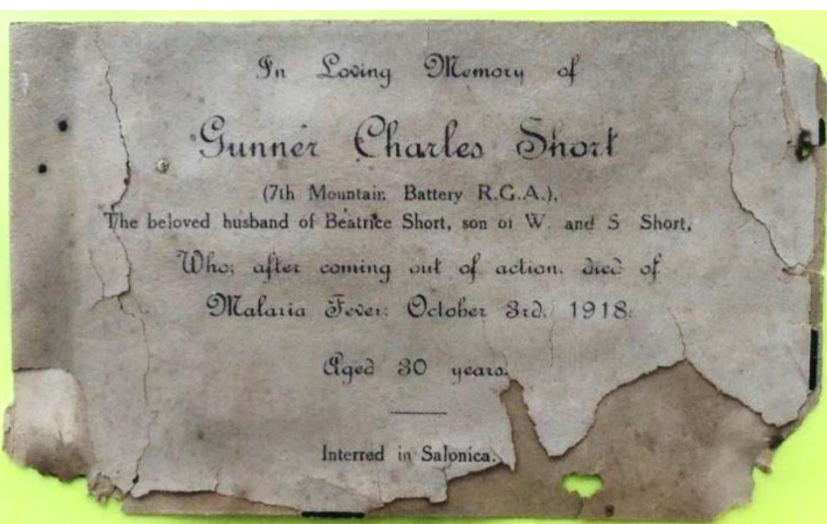 In Loving Memory of
Gunner Charles Short
(7th Mountain Battery R.G.A.),
The beloved husband of Beatrice Short, son of W. and S Short,
Who, after coming out of action, died of
Malaria Fever, October 3rd, 1918,
Aged 30 years.
Interred in Salonica.